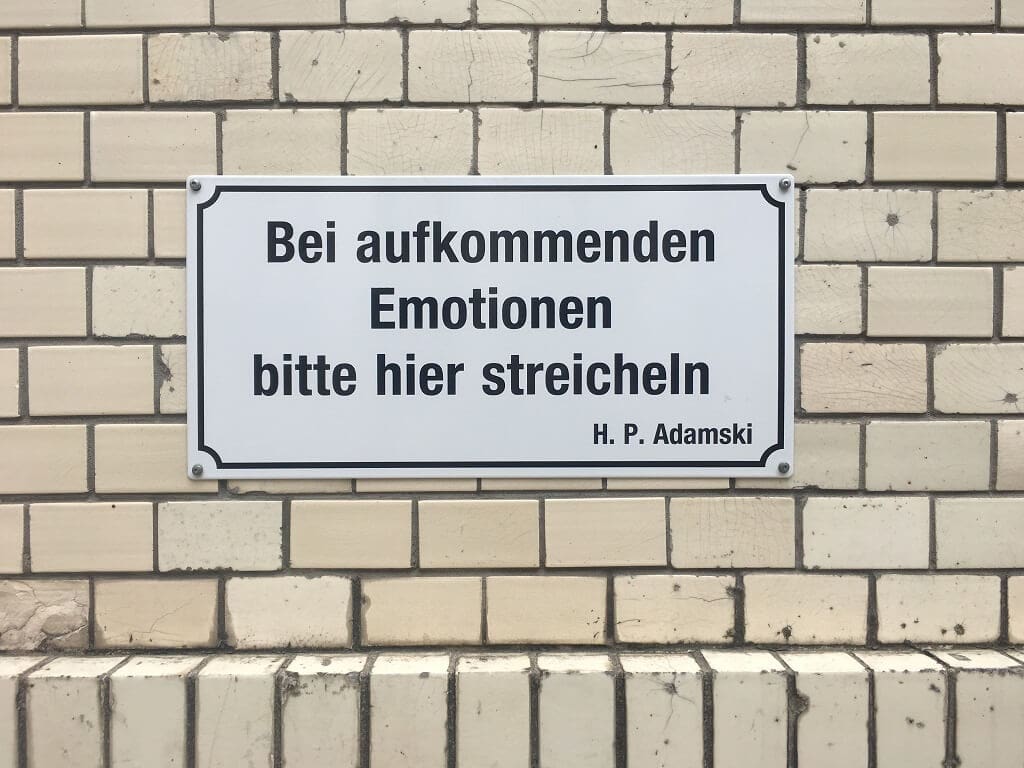 Bei aufkommenden
Emotionen
bitte hier streicheln
H. P. Adamski